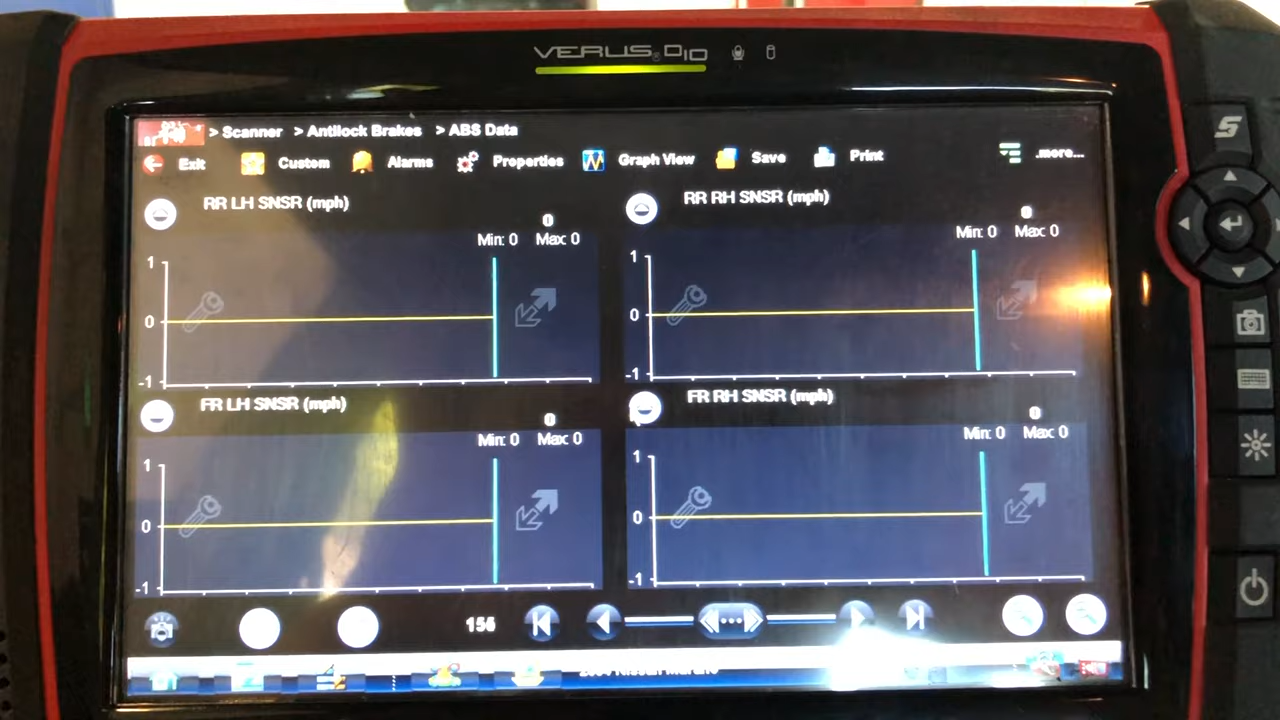 VERUS® D10
> Scanner > Antilock Brakes > ABS Data
Exit Custom Alarms Properties Graph View Save Print .more...
RR LH SNSR (mph)
0
Min: 0 Max: 0
1
0
-1
RR RH SNSR (mph)
0
Min: 0 Max: 0
1
0
-1
FR LH SNSR (mph)
0
Min: 0 Max: 0
1
0
-1
FR RH SNSR (mph)
0
Min: 0 Max: 0
1
0
-1
156
2004 Nissan Murano
S